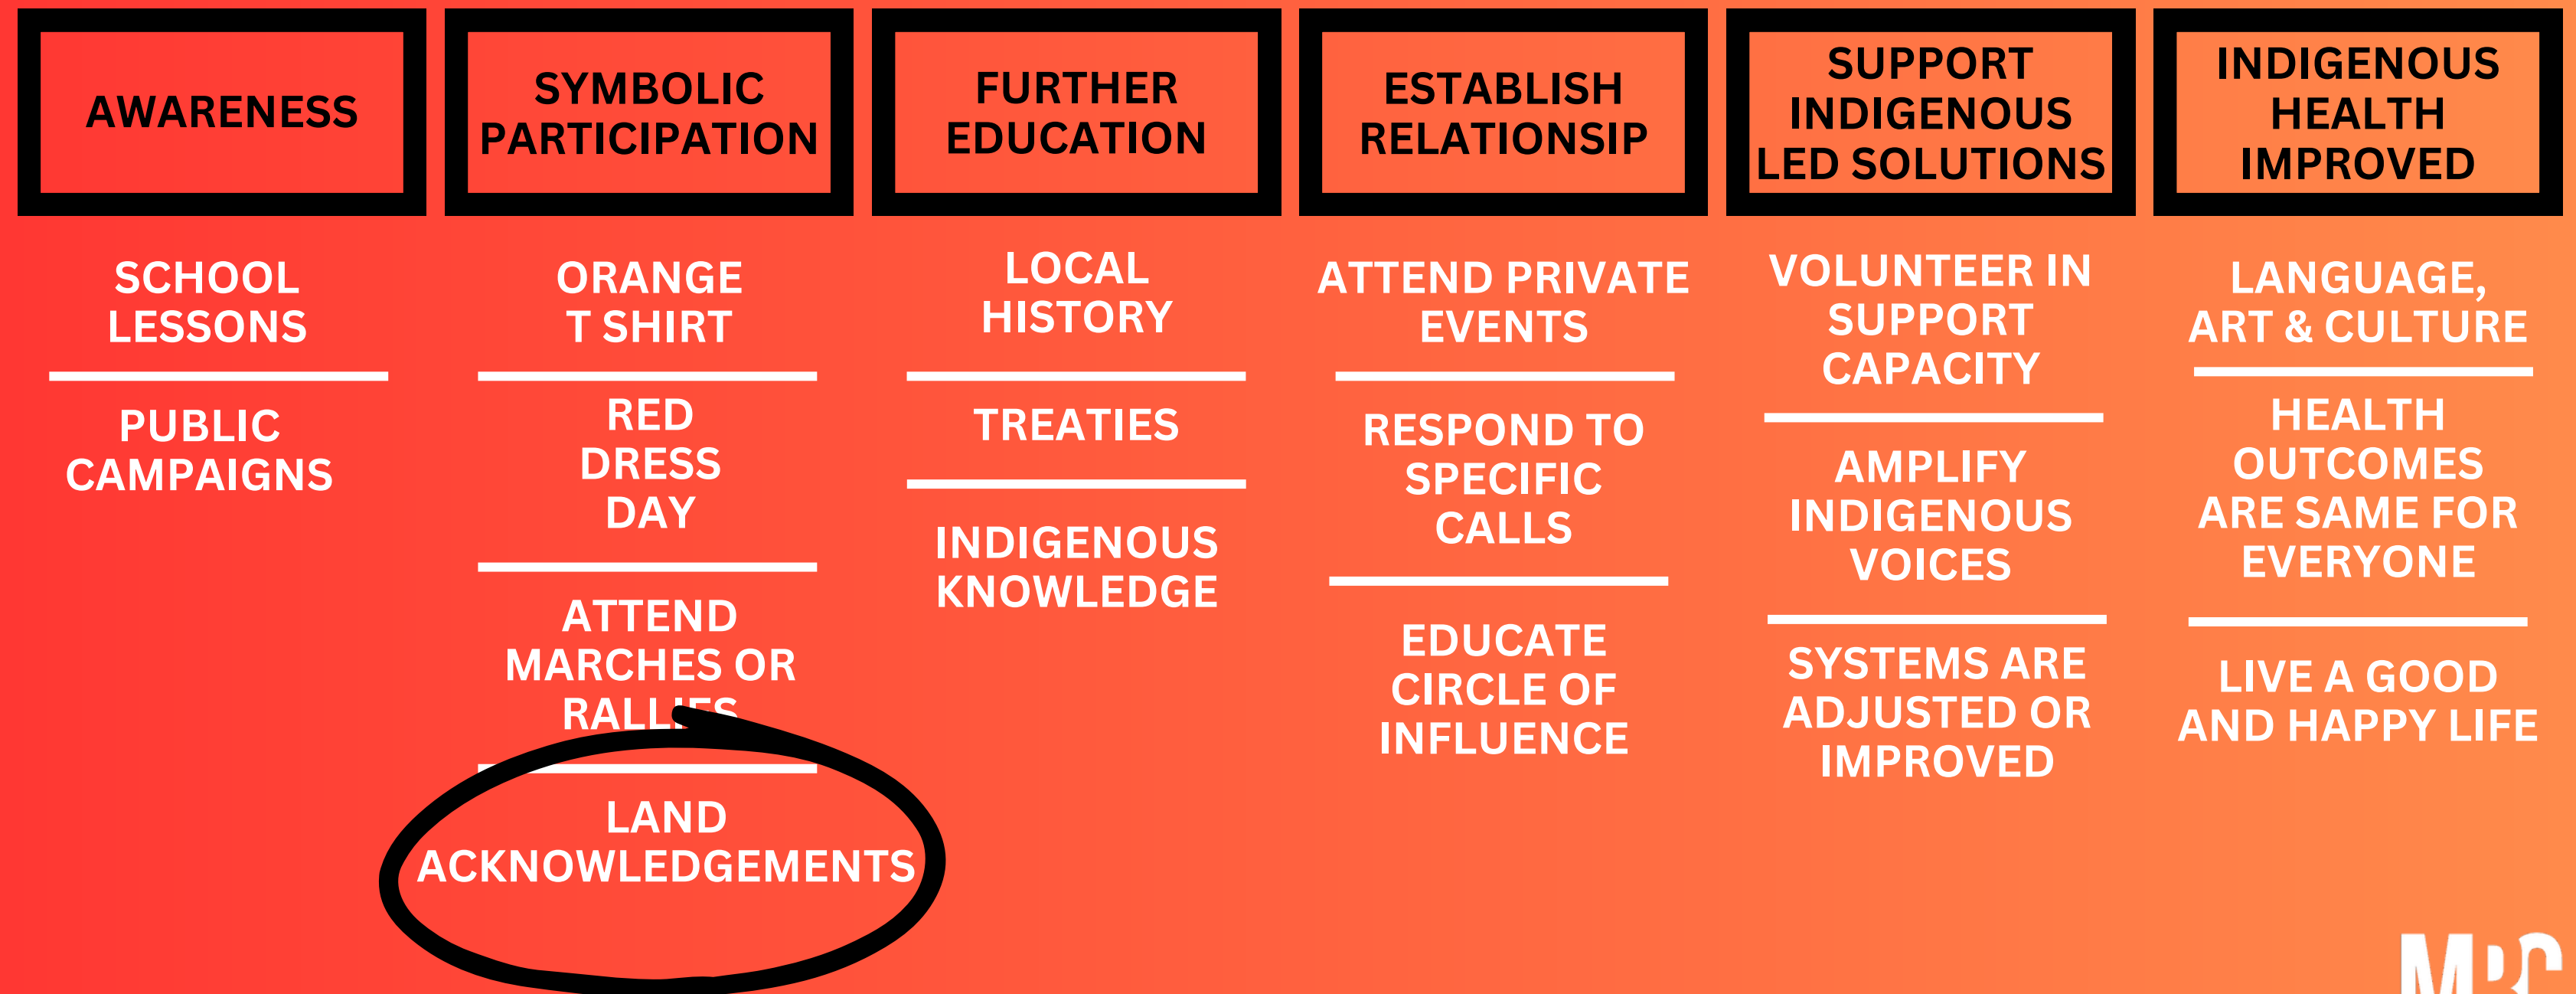 AWARENESS
SCHOOL
LESSONS
PUBLIC
CAMPAIGNS
SYMBOLIC
PARTICIPATION
ORANGE
T SHIRT
RED
DRESS
DAY
ATTEND
MARCHES OR
RALLIES
LAND
ACKNOWLEDGEMENTS
FURTHER
EDUCATION
LOCAL
HISTORY
TREATIES
INDIGENOUS
KNOWLEDGE
ESTABLISH
RELATIONSIP
ATTEND PRIVATE
EVENTS
RESPOND TO
SPECIFIC
CALLS
EDUCATE
CIRCLE OF
INFLUENCE
SUPPORT
INDIGENOUS
LED SOLUTIONS
VOLUNTEER IN
SUPPORT
CAPACITY
AMPLIFY
INDIGENOUS
VOICES
SYSTEMS ARE
ADJUSTED OR
IMPROVED
INDIGENOUS
HEALTH
IMPROVED
LANGUAGE,
ART & CULTURE
HEALTH
OUTCOMES
ARE SAME FOR
EVERYONE
LIVE A GOOD
AND HAPPY LIFE